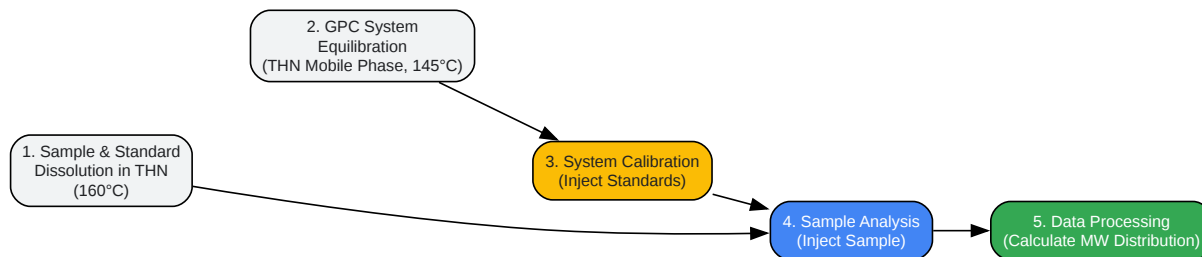 1. Sample & Standard
Dissolution in THN
(160°C)
2. GPC System
Equilibration
(THN Mobile Phase, 145°C)
3. System Calibration
(Inject Standards)
4. Sample Analysis
(Inject Sample)
5. Data Processing
(Calculate MW Distribution)